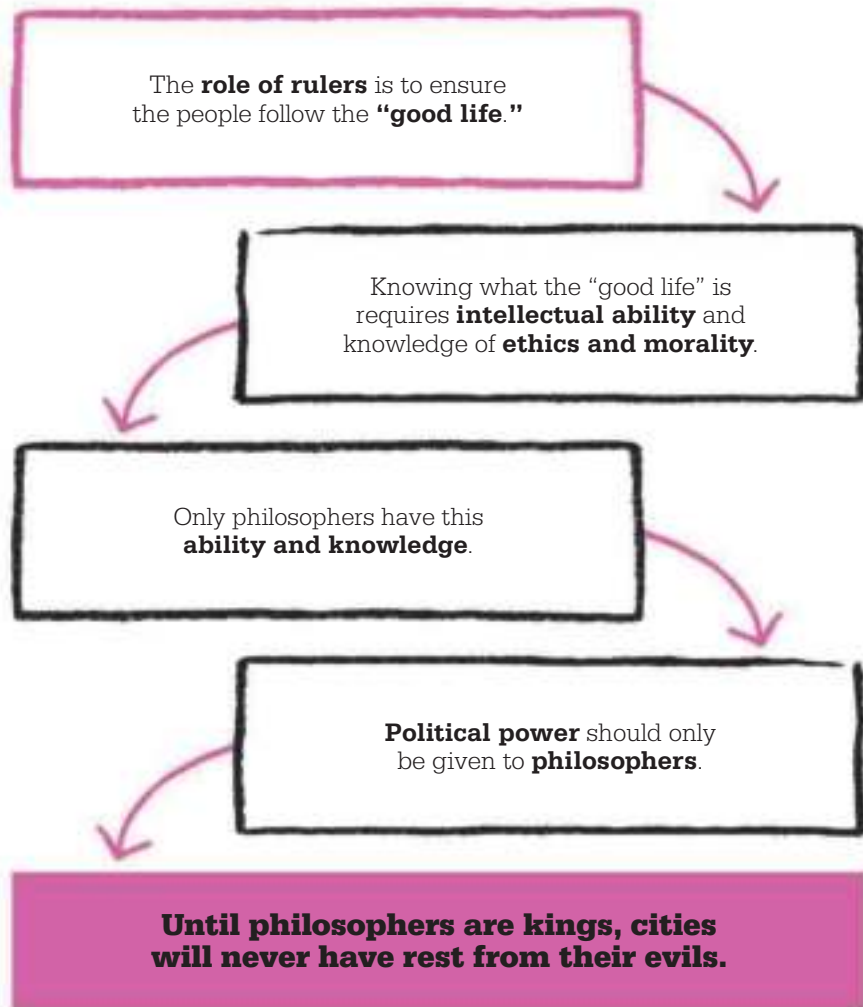 The role of rulers is to ensure
the people follow the “good life.”
Knowing what the “good life” is
requires intellectual ability and
knowledge of ethics and morality.
Only philosophers have this
ability and knowledge.
Political power should only
be given to philosophers.
Until philosophers are kings, cities
will never have rest from their evils.